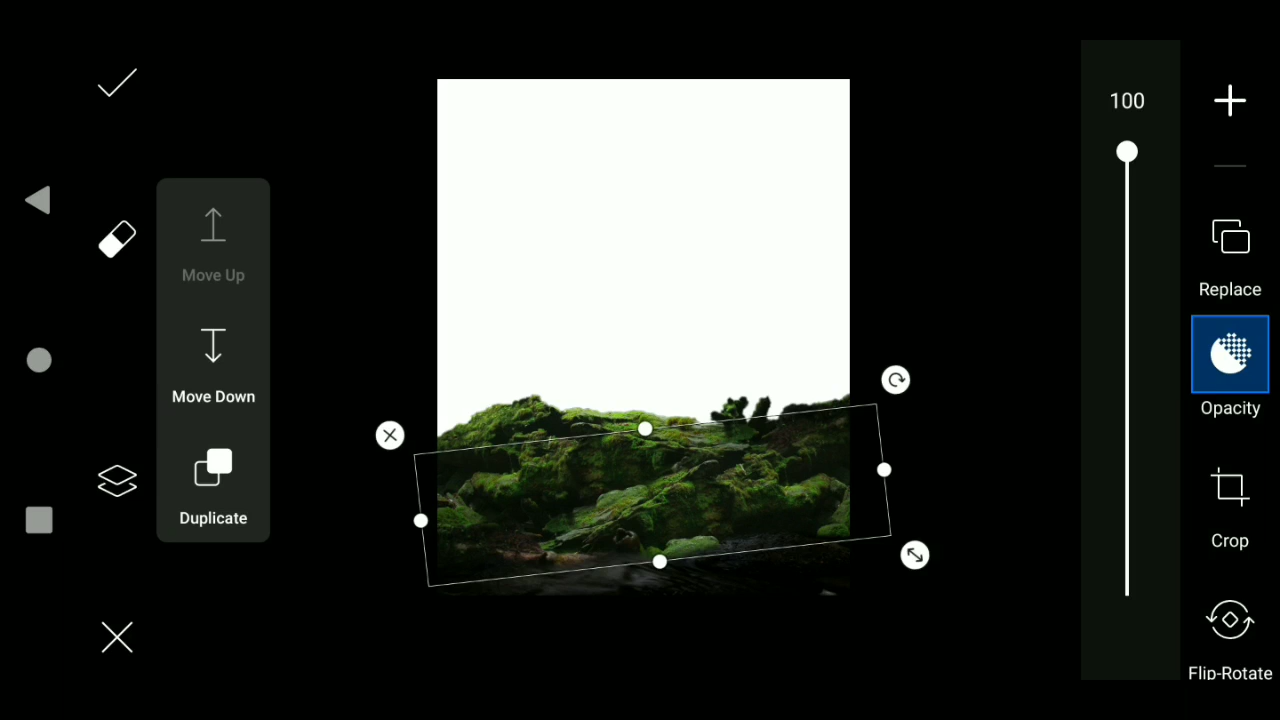 Move Up
Move Down
Duplicate
100
Replace
Opacity
Crop
Flip-Rotate